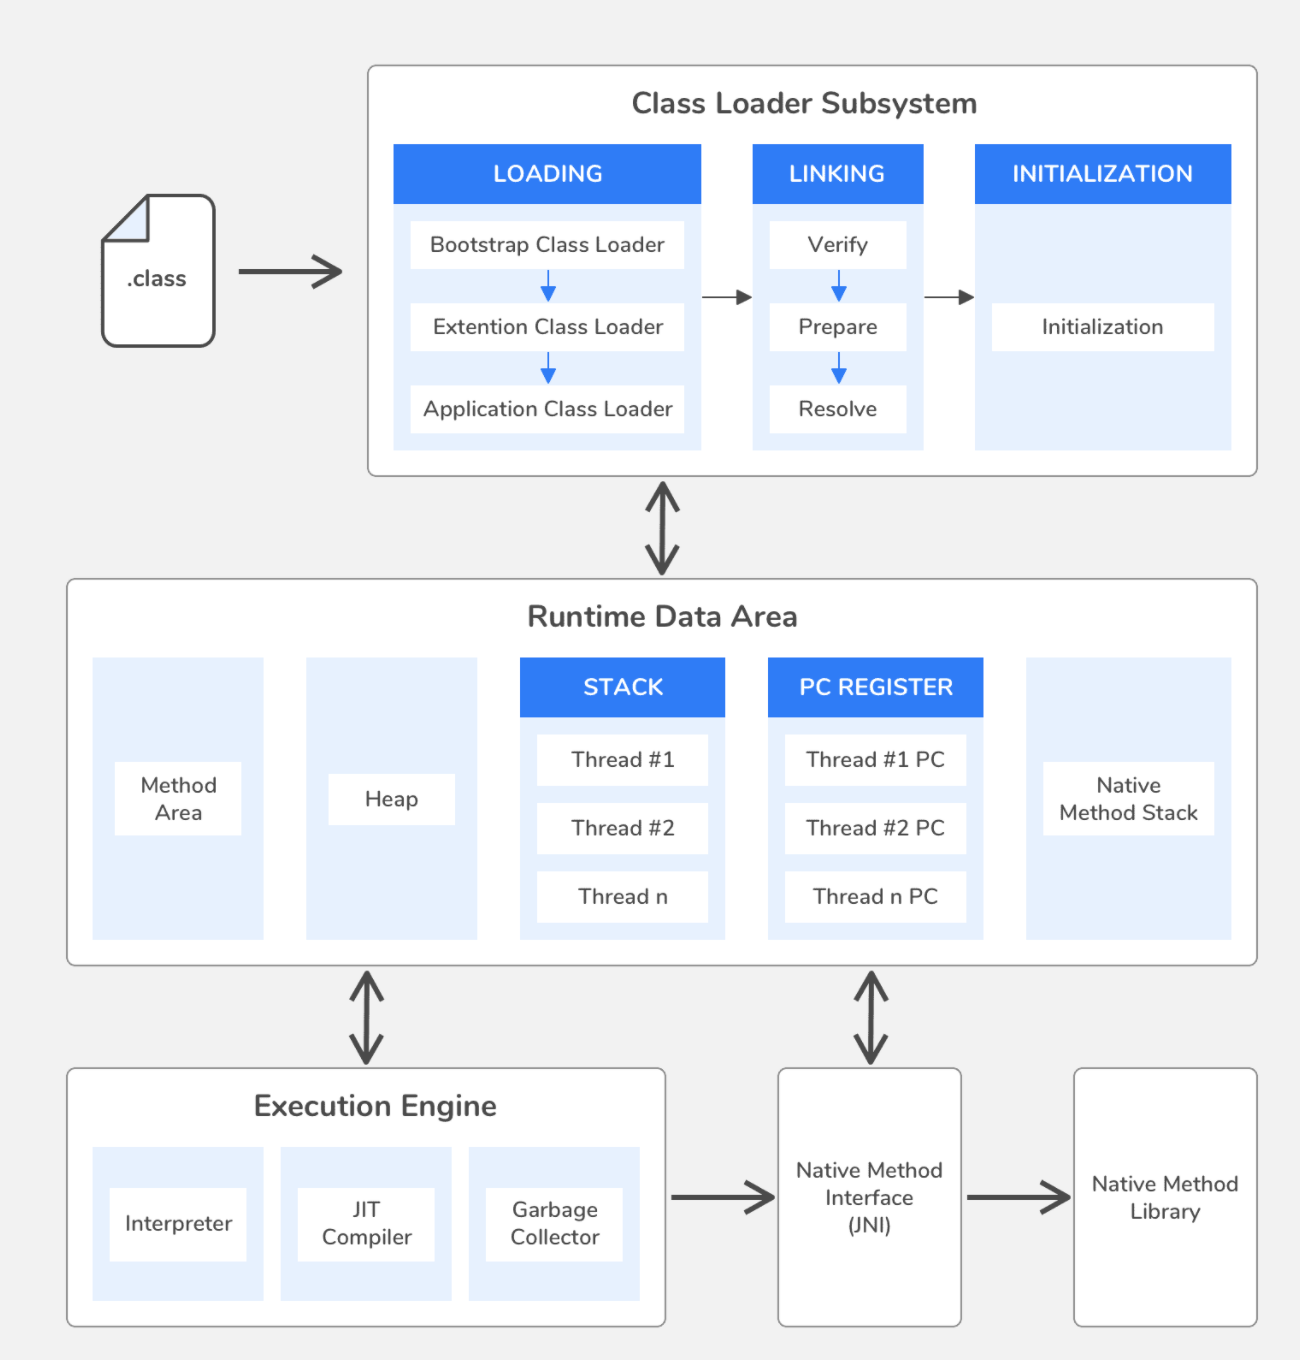 Class Loader Subsystem
LOADING
LINKING
INITIALIZATION
.class
Bootstrap Class Loader
Extention Class Loader
Application Class Loader
Verify
Prepare
Resolve
Initialization
Runtime Data Area
Method
Area
Heap
STACK
Thread #1
Thread #2
Thread n
PC REGISTER
Thread #1 PC
Thread #2 PC
Thread n PC
Native
Method Stack
Execution Engine
Interpreter
JIT
Compiler
Garbage
Collector
Native Method
Interface
(JNI)
Native Method
Library